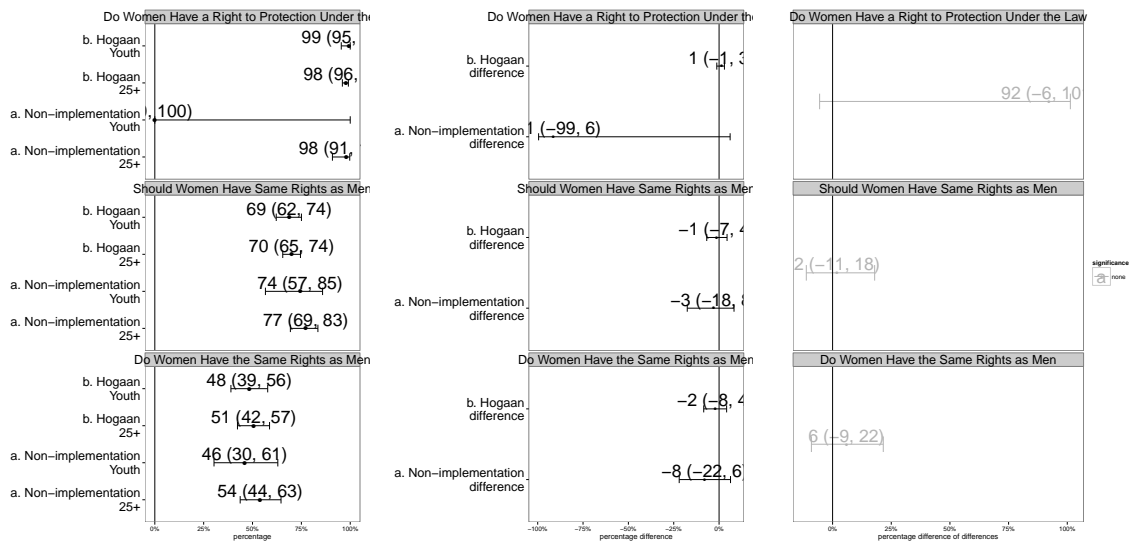 Do Women Have a Right to Protection Under the
b. Hogaan
Youth
99 (95,
b. Hogaan
25+
98 (96,
a. Non−implementation
Youth
, 100)
a. Non−implementation
25+
98 (91,
Should Women Have Same Rights as Men
b. Hogaan
Youth
69 (62, 74)
b. Hogaan
25+
70 (65, 74)
a. Non−implementation
Youth
74 (57, 85)
a. Non−implementation
25+
77 (69, 83)
Do Women Have the Same Rights as Men
b. Hogaan
Youth
48 (39, 56)
b. Hogaan
25+
51 (42, 57)
a. Non−implementation
Youth
46 (30, 61)
a. Non−implementation
25+
54 (44, 63)
0% 25% 50% 75% 100%
percentage
Do Women Have a Right to Protection Under the
b. Hogaan
difference
1 (−1, 3
a. Non−implementation
difference
1 (−99, 6)
Should Women Have Same Rights as Men
b. Hogaan
difference
−1 (−7, 4
a. Non−implementation
difference
−3 (−18, 8
Do Women Have the Same Rights as Men
b. Hogaan
difference
−2 (−8, 4
a. Non−implementation
difference
−8 (−22, 6)
−100% −75% −50% −25% 0%
percentage difference
Do Women Have a Right to Protection Under the Law
92 (−6, 10
Should Women Have Same Rights as Men
2 (−11, 18)
Do Women Have the Same Rights as Men
6 (−9, 22)
0% 25% 50% 75% 100%
percentage difference of differences
significance
a none